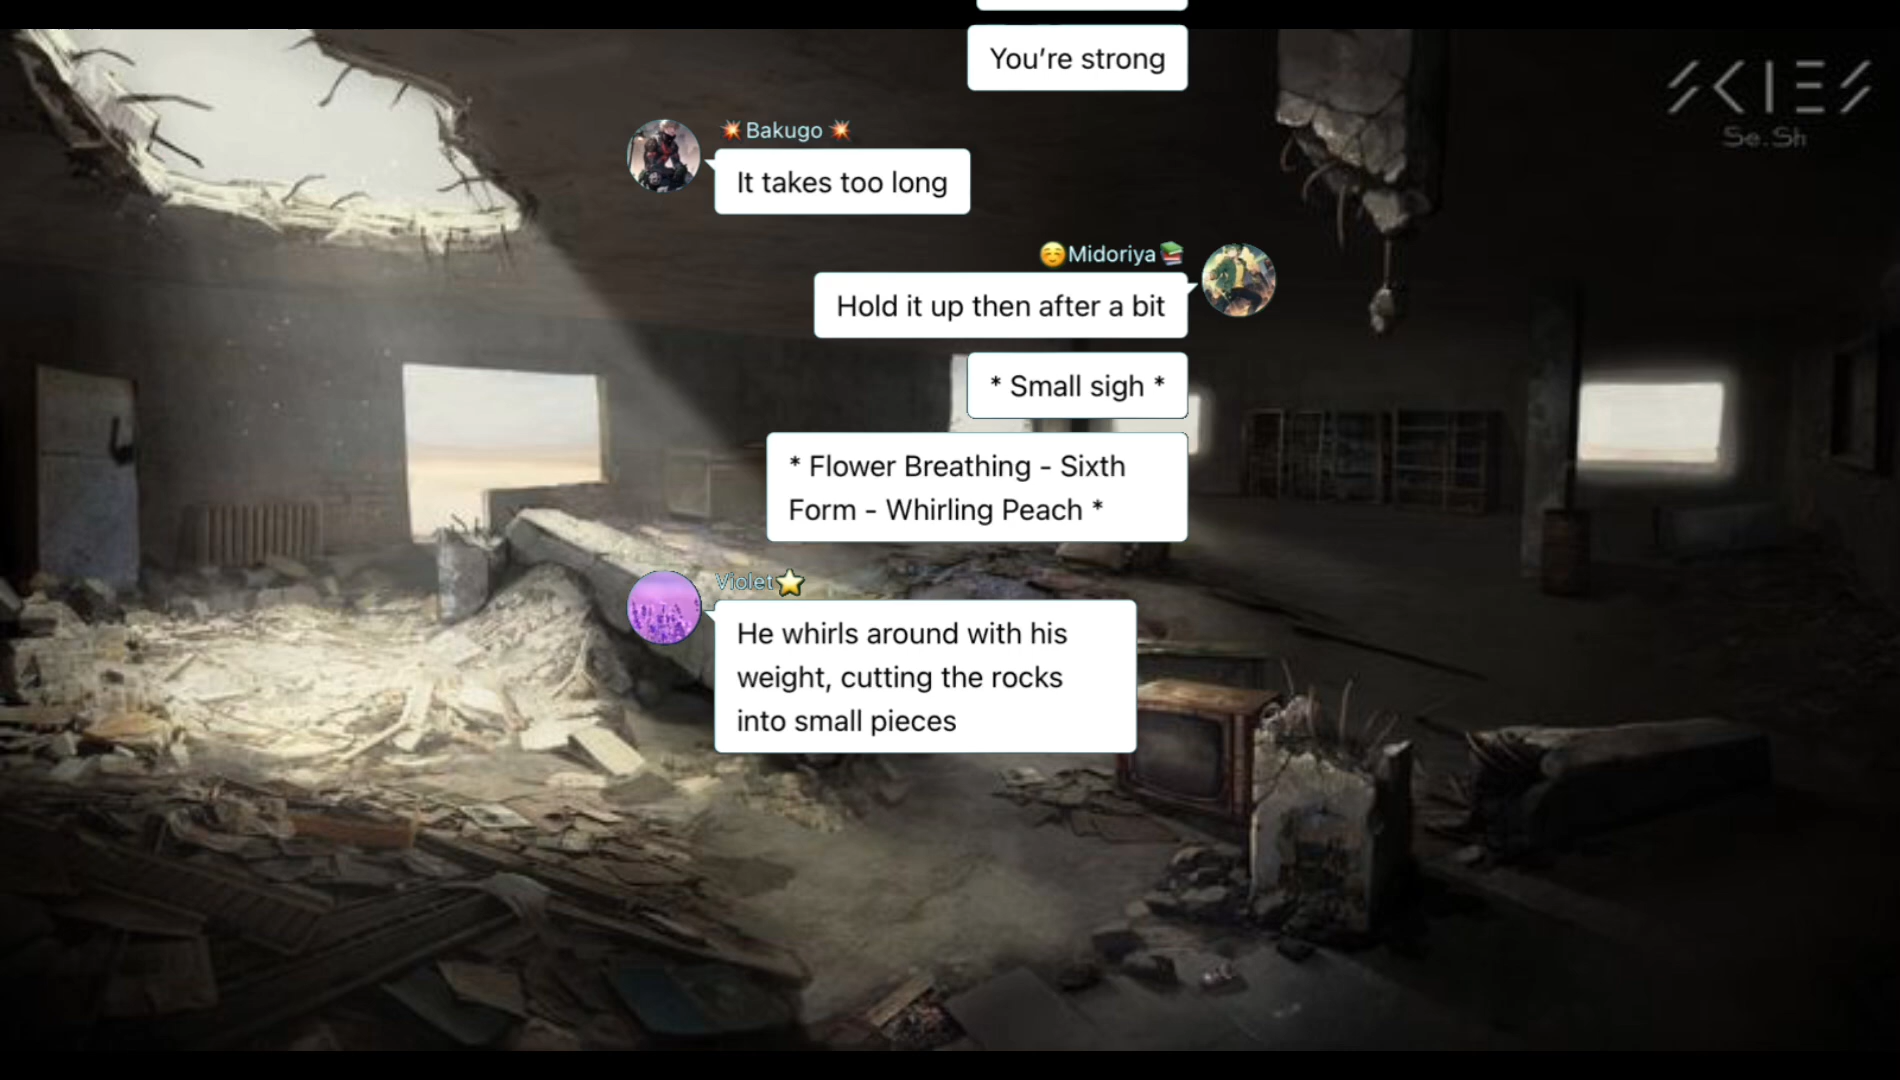 SKIES
Se.Sh
You’re strong
💥Bakugo 💥
It takes too long
☺️Midoriya📚
Hold it up then after a bit
* Small sigh *
* Flower Breathing - Sixth
Form - Whirling Peach *
Violet⭐
He whirls around with his
weight, cutting the rocks
into small pieces